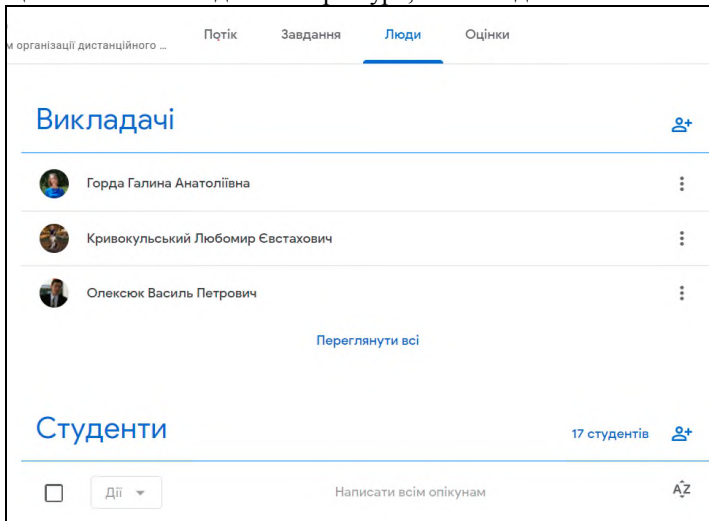 Потік Завдання Люди Оцінки
м організації дистанційного ...
Викладачі
Горда Галина Анатоліївна
Кривокульський Любомир Євстахович
Олексюк Василь Петрович
Переглянути всі
Студенти 17 студентів
Дії Написати всім опікунам AZ